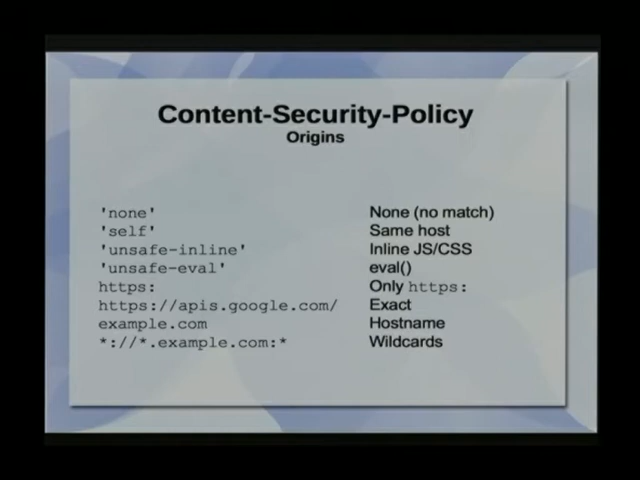 Content-Security-Policy
Origins
'none' None (no match)
'self' Same host
'unsafe-inline' Inline JS/CSS
'unsafe-eval' eval()
https: Only https:
https://apis.google.com/ Exact
example.com Hostname
*://*.example.com:* Wildcards